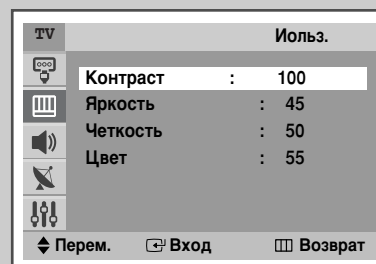 TV Иольз.
Контраст : 100
Яркость : 45
Четкость : 50
Цвет : 55
Перем. Вход Возврат